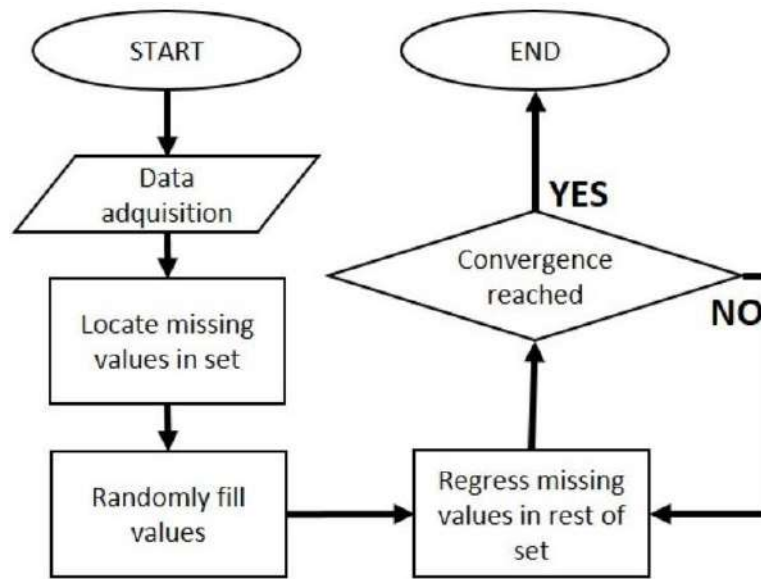 START
Data
adquisition
Locate missing
values in set
Randomly fill
values
Regress missing
values in rest of
set
Convergence
reached
YES
NO
END